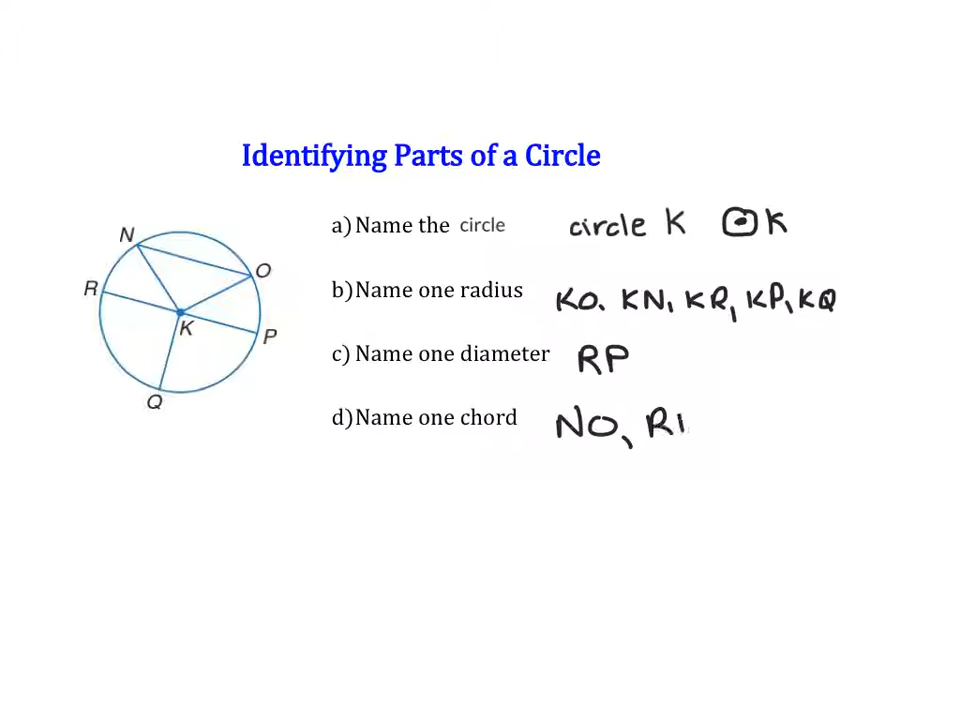 Identifying Parts of a Circle
a) Name the circle circle K ⊙K
N
O
b) Name one radius KO. KN, KR, KP, KQ
R
K
P
c) Name one diameter RP
Q
d) Name one chord NO, R